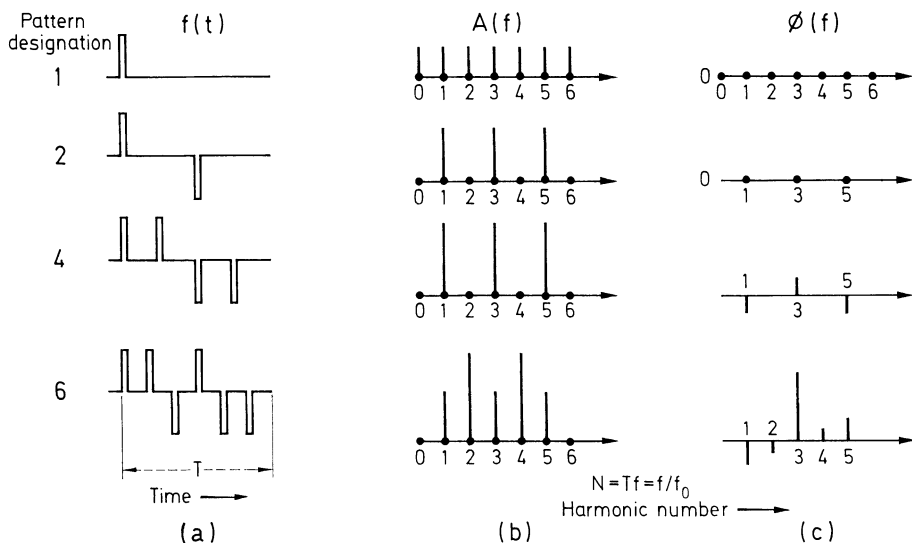 Pattern designation f(t) A(f) Ø(f)
1
0 1 2 3 4 5 6
0
0 1 2 3 4 5 6
2
0 1 2 3 4 5 6
0
1 3 5
4
0 1 2 3 4 5 6
1 5
3
6
0 1 2 3 4 5 6
1 2
3 4 5
T
Time
N=Tf=f/f₀
Harmonic number
(a) (b) (c)